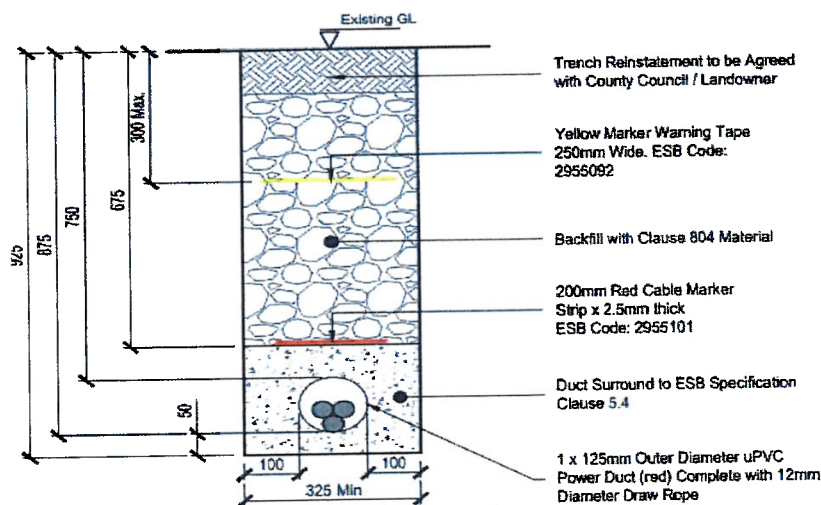 Existing GL
Trench Reinstatement to be Agreed
with County Council / Landowner
300 Max.
Yellow Marker Warning Tape
250mm Wide. ESB Code:
2955092
675
750
875
925
Backfill with Clause 804 Material
200mm Red Cable Marker
Strip x 2.5mm thick
ESB Code: 2955101
Duct Surround to ESB Specification
Clause 5.4
50
1 x 125mm Outer Diameter uPVC
Power Duct (red) Complete with 12mm
Diameter Draw Rope
100
100
325 Min